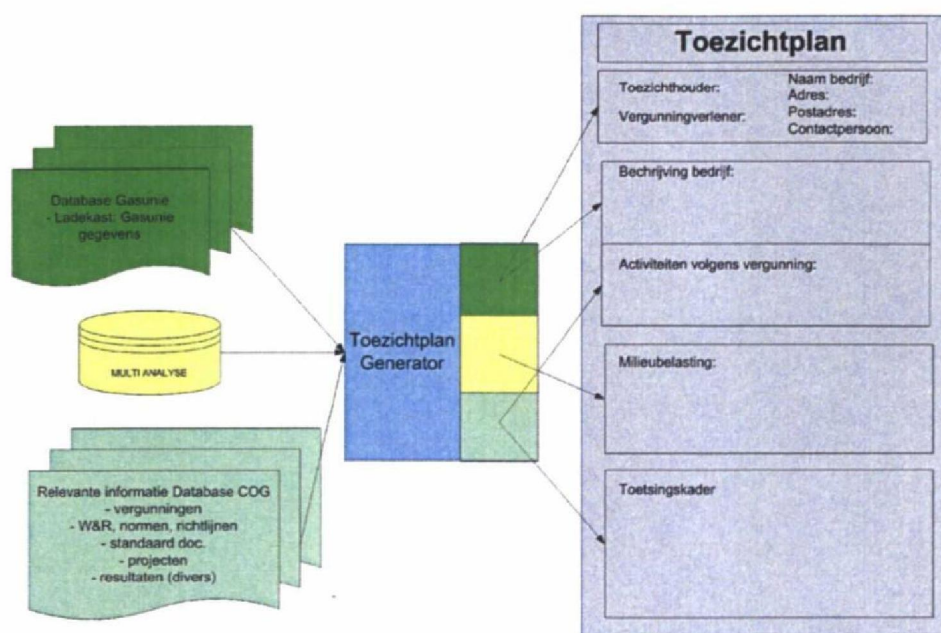 Database Gasunie
- Ladekast: Gasunie
gegevens
MULTI ANALYSE
Relevante informatie Database COG
- vergunningen
- W&R, normen, richtlijnen
- standaard doc.
- projecten
- resultaten (divers)
Toezichtplan
Generator
Toezichtplan
Toezichthouder:
Vergunningverlener:
Naam bedrijf:
Adres:
Postadres:
Contactpersoon:
Bechrijving bedrijf:
Activiteiten volgens vergunning:
Milieubelasting:
Toetsingskader